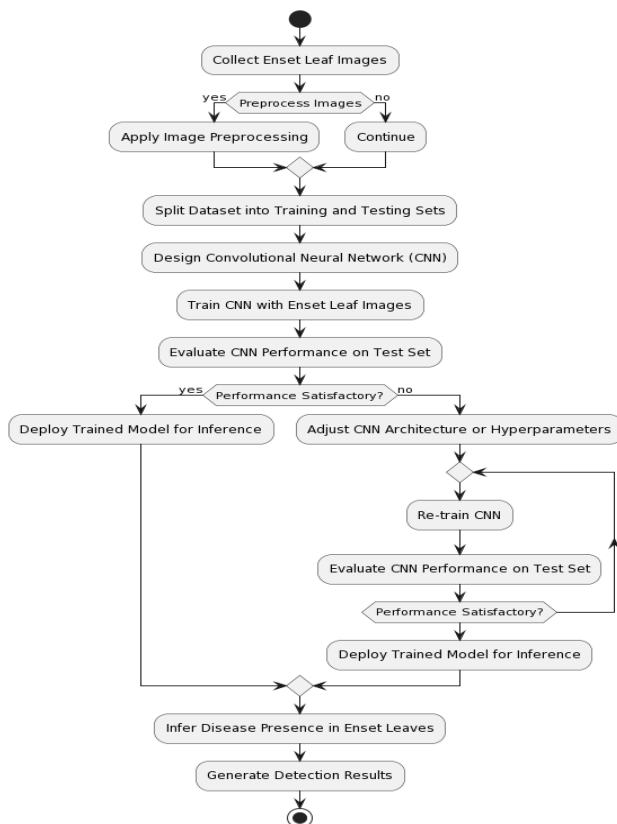 Collect Enset Leaf Images
yes
Preprocess Images
no
Apply Image Preprocessing
Continue
Split Dataset into Training and Testing Sets
Design Convolutional Neural Network (CNN)
Train CNN with Enset Leaf Images
Evaluate CNN Performance on Test Set
yes
Performance Satisfactory?
no
Deploy Trained Model for Inference
Adjust CNN Architecture or Hyperparameters
Re-train CNN
Evaluate CNN Performance on Test Set
Performance Satisfactory?
Deploy Trained Model for Inference
Infer Disease Presence in Enset Leaves
Generate Detection Results